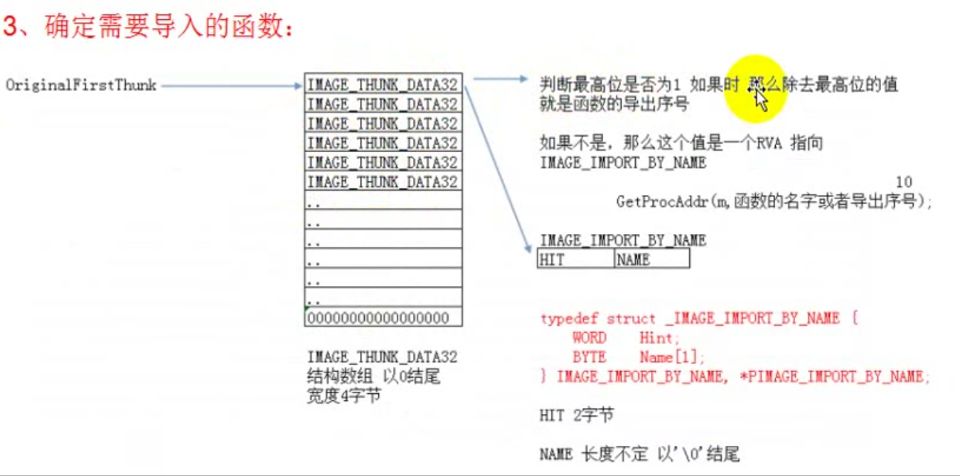 3、确定需要导入的函数：
OriginalFirstThunk
IMAGE_THUNK_DATA32
IMAGE_THUNK_DATA32
IMAGE_THUNK_DATA32
IMAGE_THUNK_DATA32
IMAGE_THUNK_DATA32
IMAGE_THUNK_DATA32
..
..
..
..
..
..
00000000000000000
IMAGE_THUNK_DATA32
结构数组 以0结尾
宽度4字节
判断最高位是否为1 如果时 那么除去最高位的值
就是函数的导出序号
如果不是，那么这个值是一个RVA 指向
IMAGE_IMPORT_BY_NAME
10
GetProcAddr(m,函数的名字或者导出序号);
IMAGE_IMPORT_BY_NAME
HIT NAME
typedef struct _IMAGE_IMPORT_BY_NAME {
WORD Hint;
BYTE Name[1];
} IMAGE_IMPORT_BY_NAME, *PIMAGE_IMPORT_BY_NAME;
HIT 2字节
NAME 长度不定 以'\0'结尾